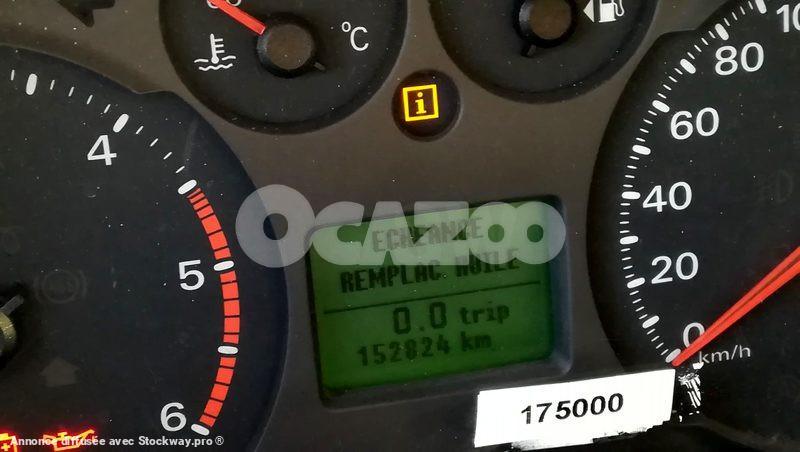 °C
80
60
40
20
0
km/h
4
5
6
i
OCAZOO
ECHEANCE
REMPLAC HUILE
0.0 trip
152824 km
175000
Annonce diffusée avec Stockway.pro ®